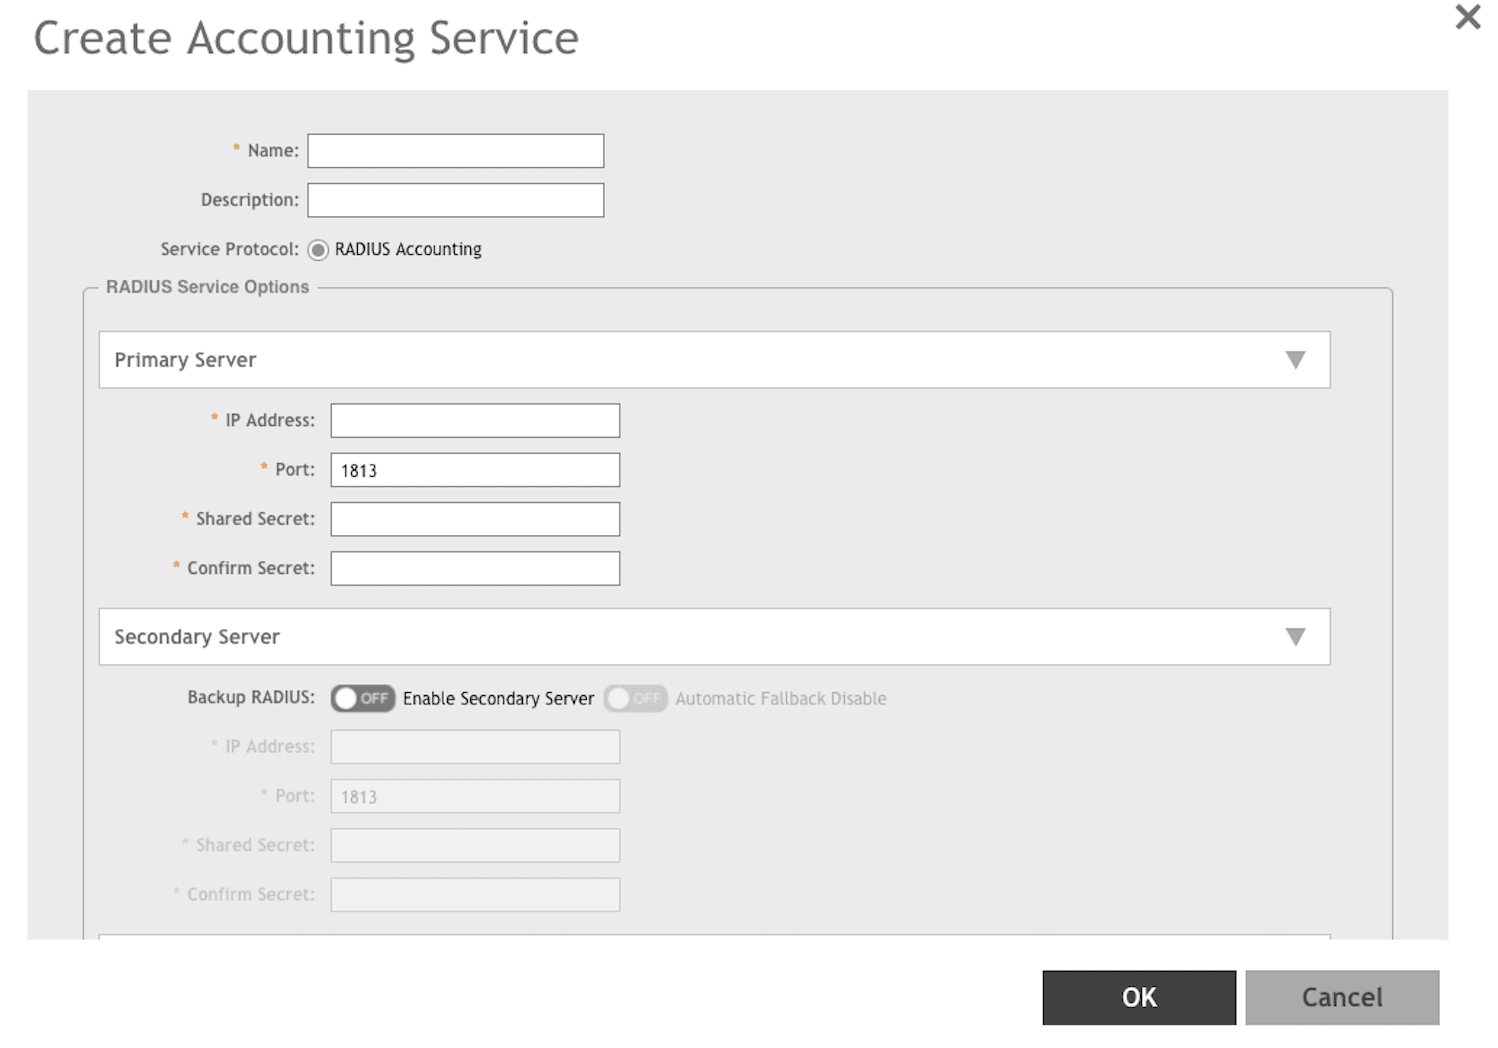 Create Accounting Service
* Name:
Description:
Service Protocol: RADIUS Accounting
RADIUS Service Options
Primary Server
* IP Address:
* Port: 1813
* Shared Secret:
* Confirm Secret:
Secondary Server
Backup RADIUS: OFF Enable Secondary Server OFF Automatic Fallback Disable
* IP Address:
* Port: 1813
* Shared Secret:
* Confirm Secret:
OK Cancel